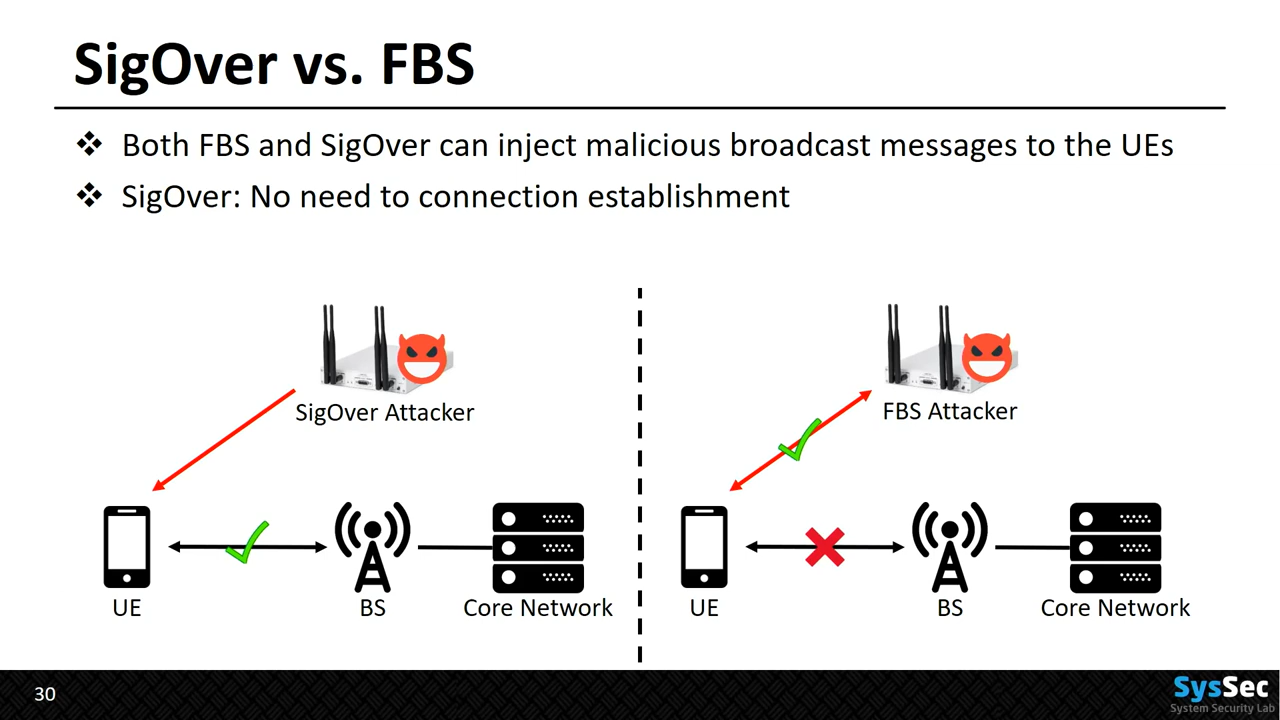 SigOver vs. FBS
❖ Both FBS and SigOver can inject malicious broadcast messages to the UEs
❖ SigOver: No need to connection establishment
SigOver Attacker
UE
BS
Core Network
FBS Attacker
UE
BS
Core Network
30
SysSec
System Security Lab